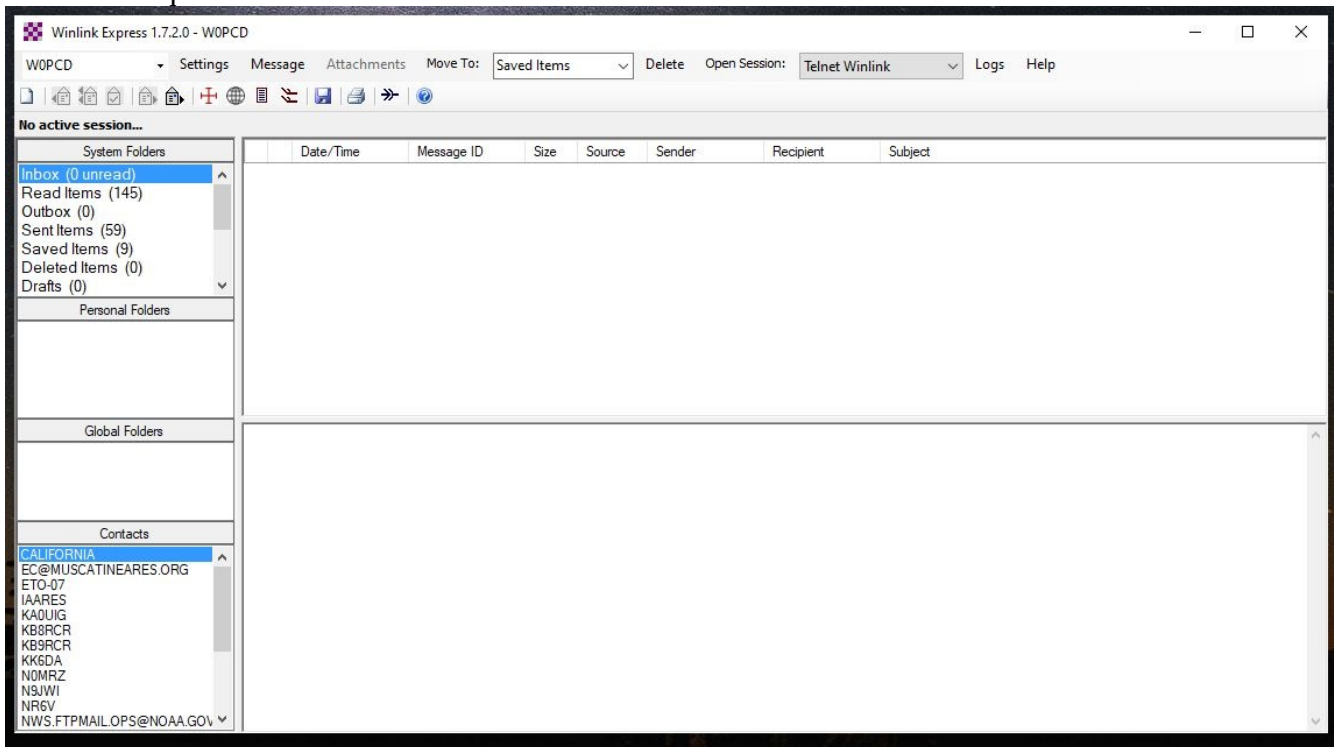 Winlink Express 1.7.2.0 - W0PCD
W0PCD Settings Message Attachments Move To: Saved Items Delete Open Session: Telnet Winlink Logs Help
No active session...
System Folders
Date/Time Message ID Size Source Sender Recipient Subject
Inbox (0 unread)
Read Items (145)
Outbox (0)
Sent Items (59)
Saved Items (9)
Deleted Items (0)
Drafts (0)
Personal Folders
Global Folders
Contacts
CALIFORNIA
EC@MUSCATINEARES.ORG
ETO-07
IAARES
KA0UIG
KB8RCR
KB9RCR
KK6DA
N0MRZ
N9JWI
NR6V
NWS.FTPMAIL.OPS@NOAA.GOV